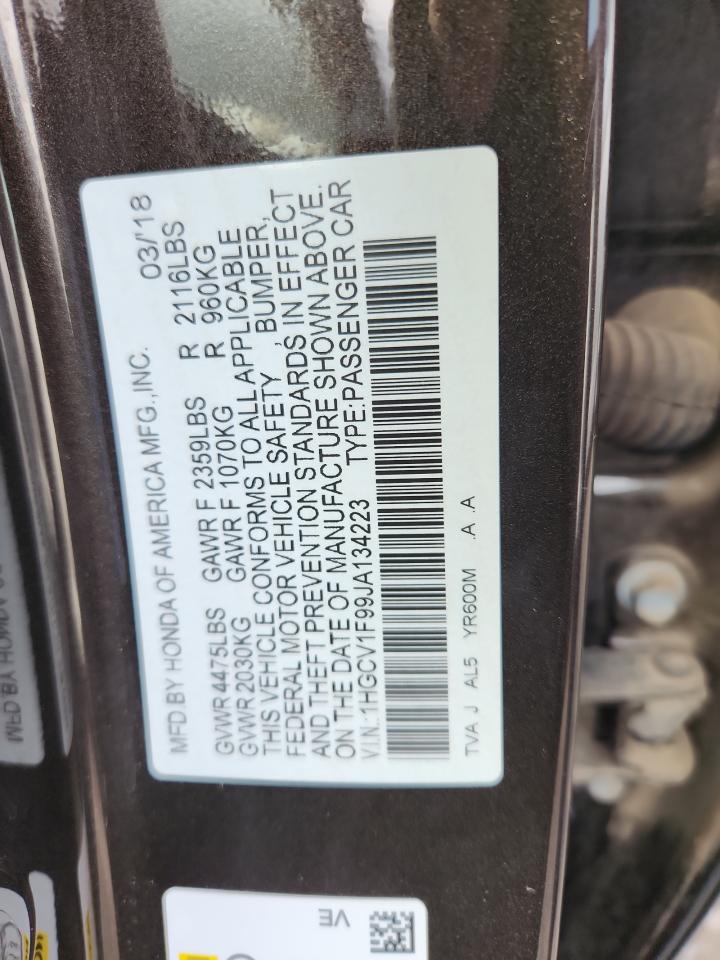 MFD.BY HONDA OF AMERICA MFG.,INC. 03/'18
GVWR 4475LBS GAWR F 2359LBS R 2116LBS
GVWR 2030KG GAWR F 1070KG R 960KG
THIS VEHICLE CONFORMS TO ALL APPLICABLE
FEDERAL MOTOR VEHICLE SAFETY, BUMPER,
AND THEFT PREVENTION STANDARDS IN EFFECT
ON THE DATE OF MANUFACTURE SHOWN ABOVE.
V.I.N.:1HGCV1F99JA134223 TYPE:PASSENGER CAR
TVA J AL5 YR600M .A .A
VE